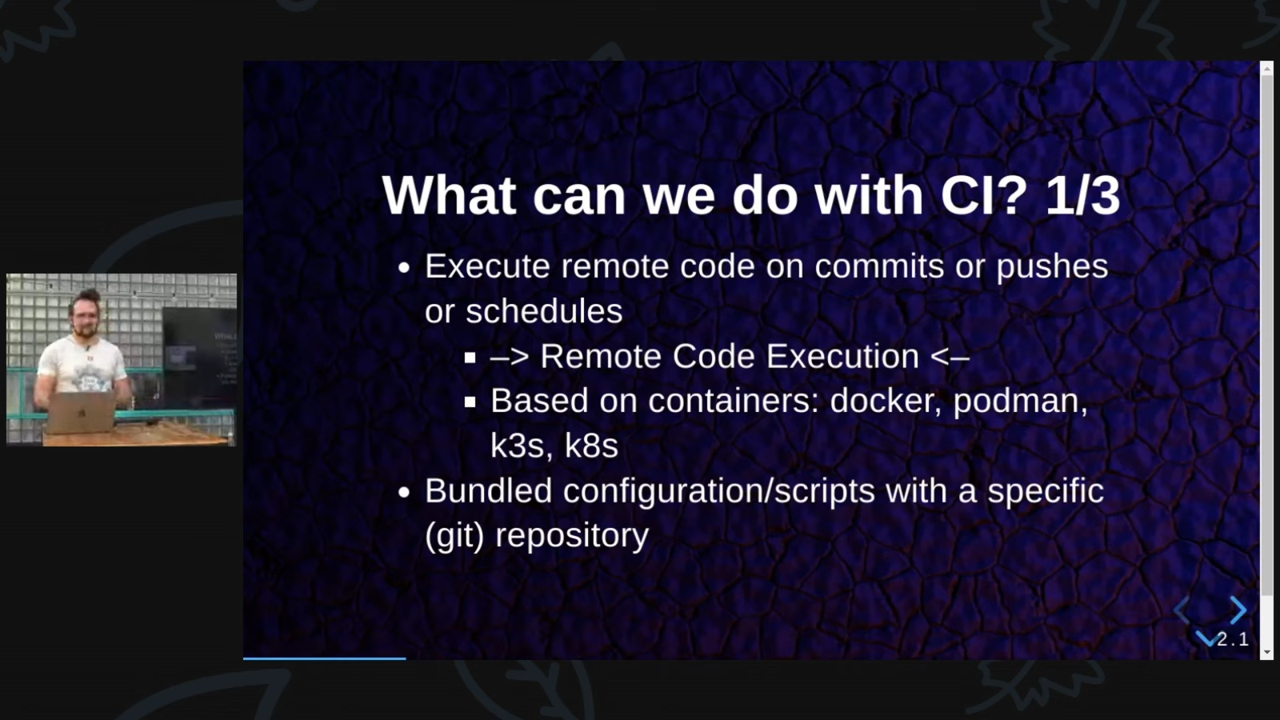 What can we do with CI? 1/3
• Execute remote code on commits or pushes
or schedules
▪ –> Remote Code Execution <–
▪ Based on containers: docker, podman,
k3s, k8s
• Bundled configuration/scripts with a specific
(git) repository
2.1